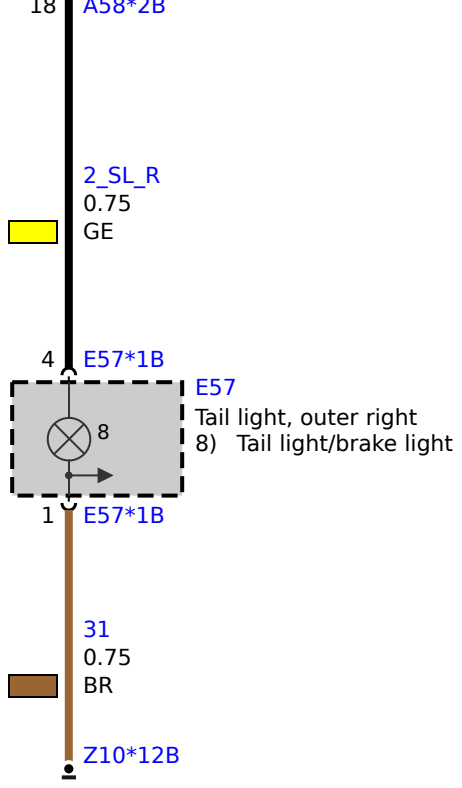 18 A58*2B
2_SL_R
0.75
GE
4 E57*1B
E57
Tail light, outer right
8 8) Tail light/brake light
1 E57*1B
31
0.75
BR
Z10*12B